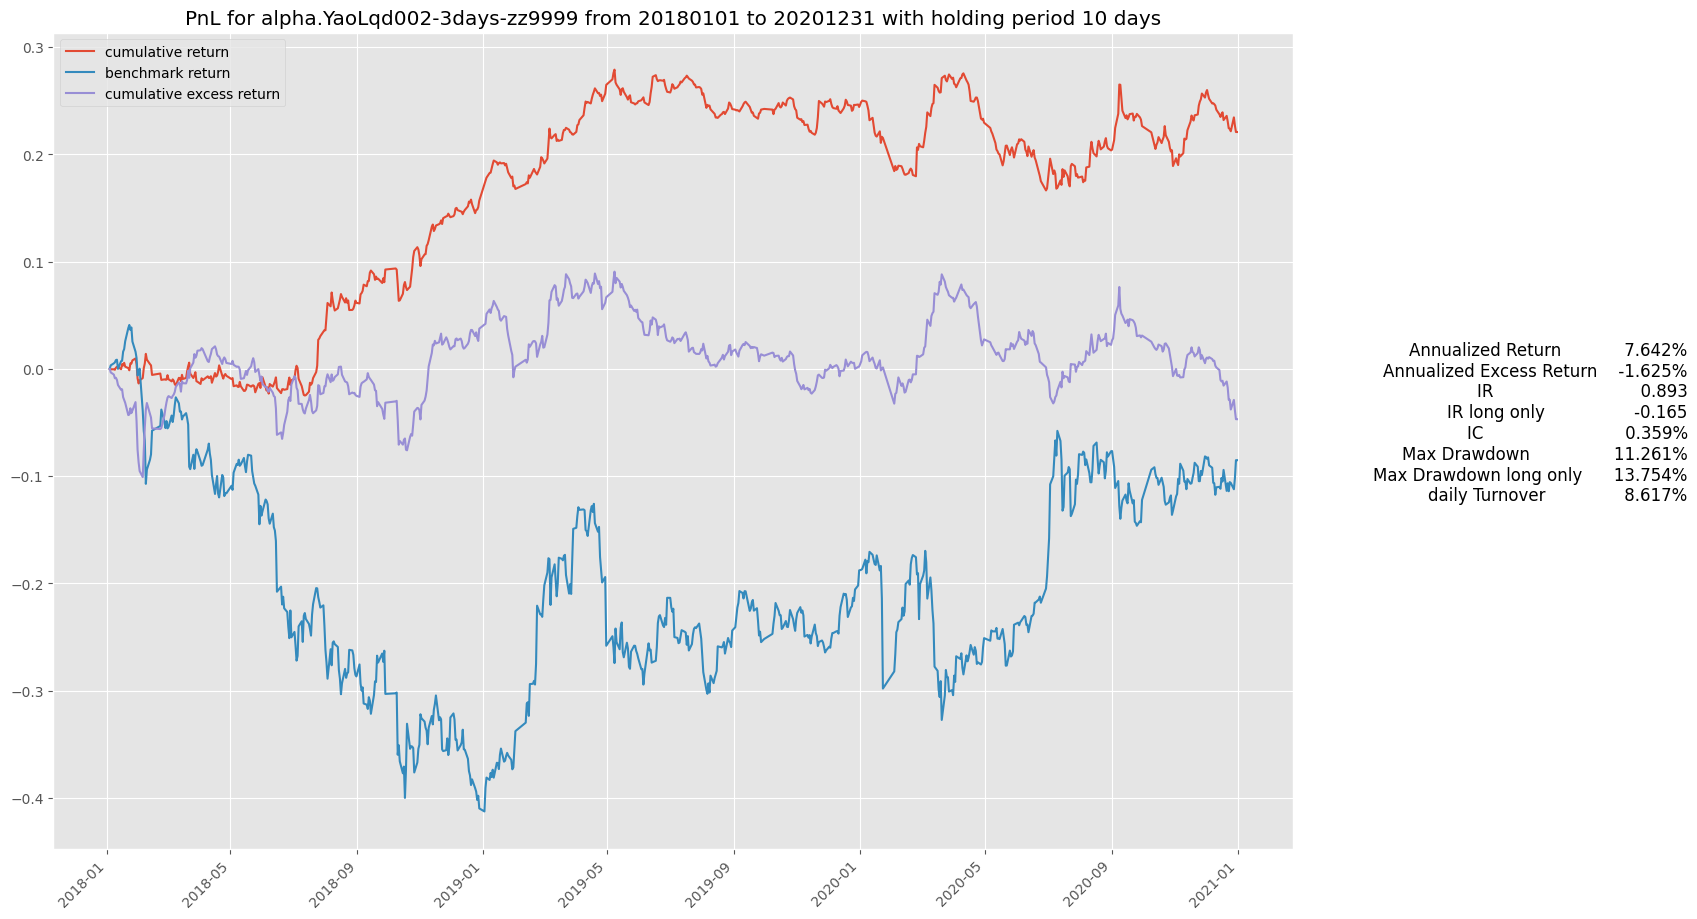 PnL for alpha.YaoLqd002-3days-zz9999 from 20180101 to 20201231 with holding period 10 days
cumulative return
benchmark return
cumulative excess return
0.3
0.2
0.1
0.0
−0.1
−0.2
−0.3
−0.4
2018-01
2018-05
2018-09
2019-01
2019-05
2019-09
2020-01
2020-05
2020-09
2021-01
Annualized Return 7.642%
Annualized Excess Return -1.625%
IR 0.893
IR long only -0.165
IC 0.359%
Max Drawdown 11.261%
Max Drawdown long only 13.754%
daily Turnover 8.617%